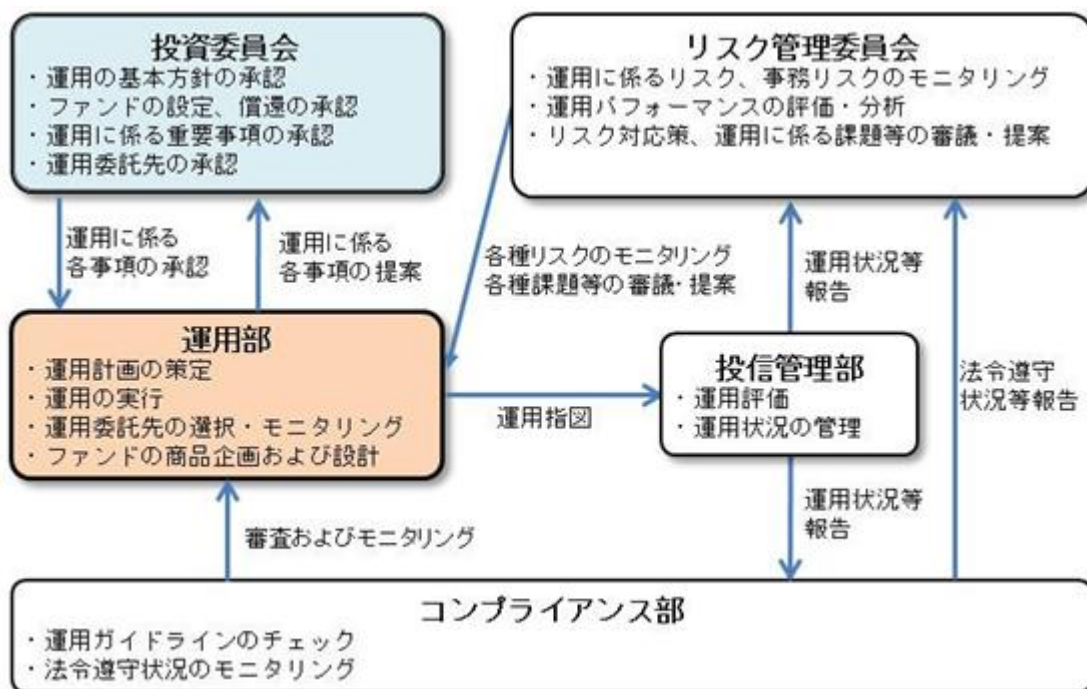 投資委員会
・運用の基本方針の承認
・ファンドの設定、償還の承認
・運用に係る重要事項の承認
・運用委託先の承認
リスク管理委員会
・運用に係るリスク、事務リスクのモニタリング
・運用パフォーマンスの評価・分析
・リスク対応策、運用に係る課題等の審議・提案
運用に係る
各事項の承認
運用に係る
各事項の提案
各種リスクのモニタリング
各種課題等の審議・提案
運用状況等
報告
運用部
・運用計画の策定
・運用の実行
・運用委託先の選択・モニタリング
・ファンドの商品企画および設計
運用指図
投信管理部
・運用評価
・運用状況の管理
法令遵守
状況等報告
審査およびモニタリング
運用状況等
報告
コンプライアンス部
・運用ガイドラインのチェック
・法令遵守状況のモニタリング